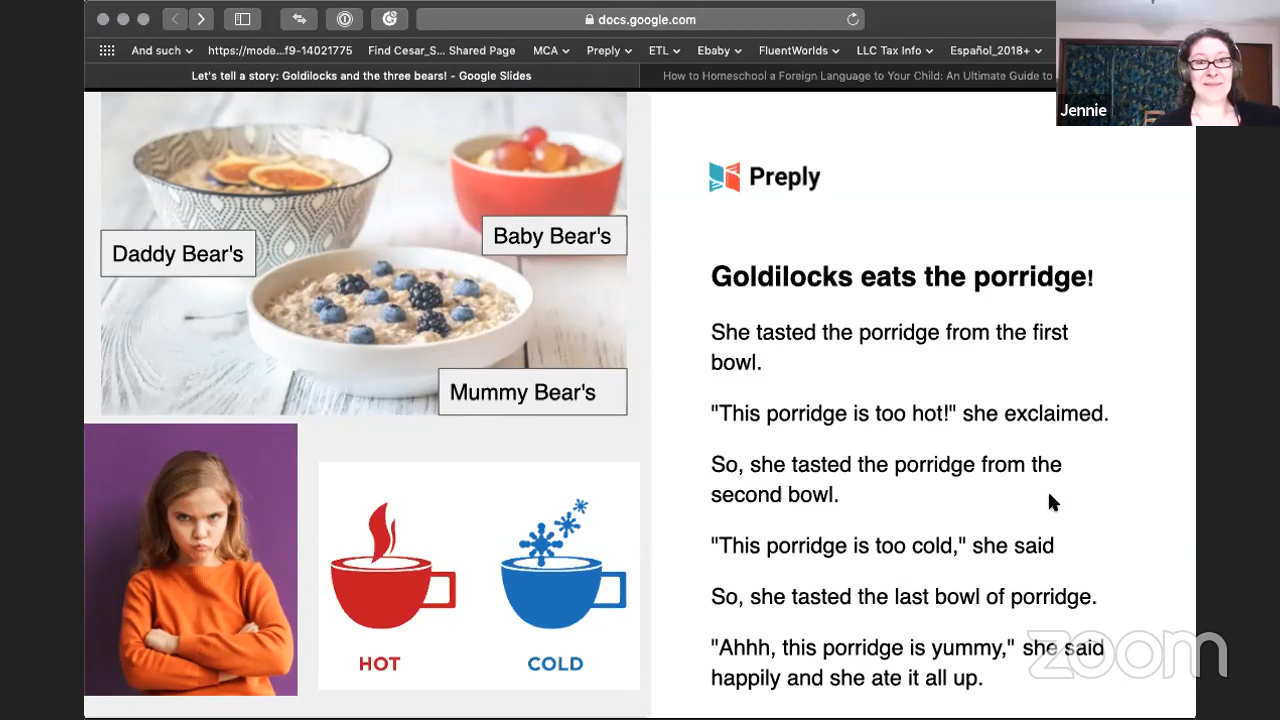 docs.google.com
And such
https://mode...f9-14021775
Find Cesar_S... Shared Page
MCA
Preply
ETL
Ebaby
FluentWorlds
LLC Tax Info
Español_2018+
Let's tell a story: Goldilocks and the three bears! - Google Slides
How to Homeschool a Foreign Language to Your Child: An Ultimate Guide to
Jennie
Daddy Bear's
Baby Bear's
Mummy Bear's
HOT
COLD
Preply
Goldilocks eats the porridge!
She tasted the porridge from the first
bowl.
"This porridge is too hot!" she exclaimed.
So, she tasted the porridge from the
second bowl.
"This porridge is too cold," she said
So, she tasted the last bowl of porridge.
"Ahhh, this porridge is yummy," she said
happily and she ate it all up.
zoom